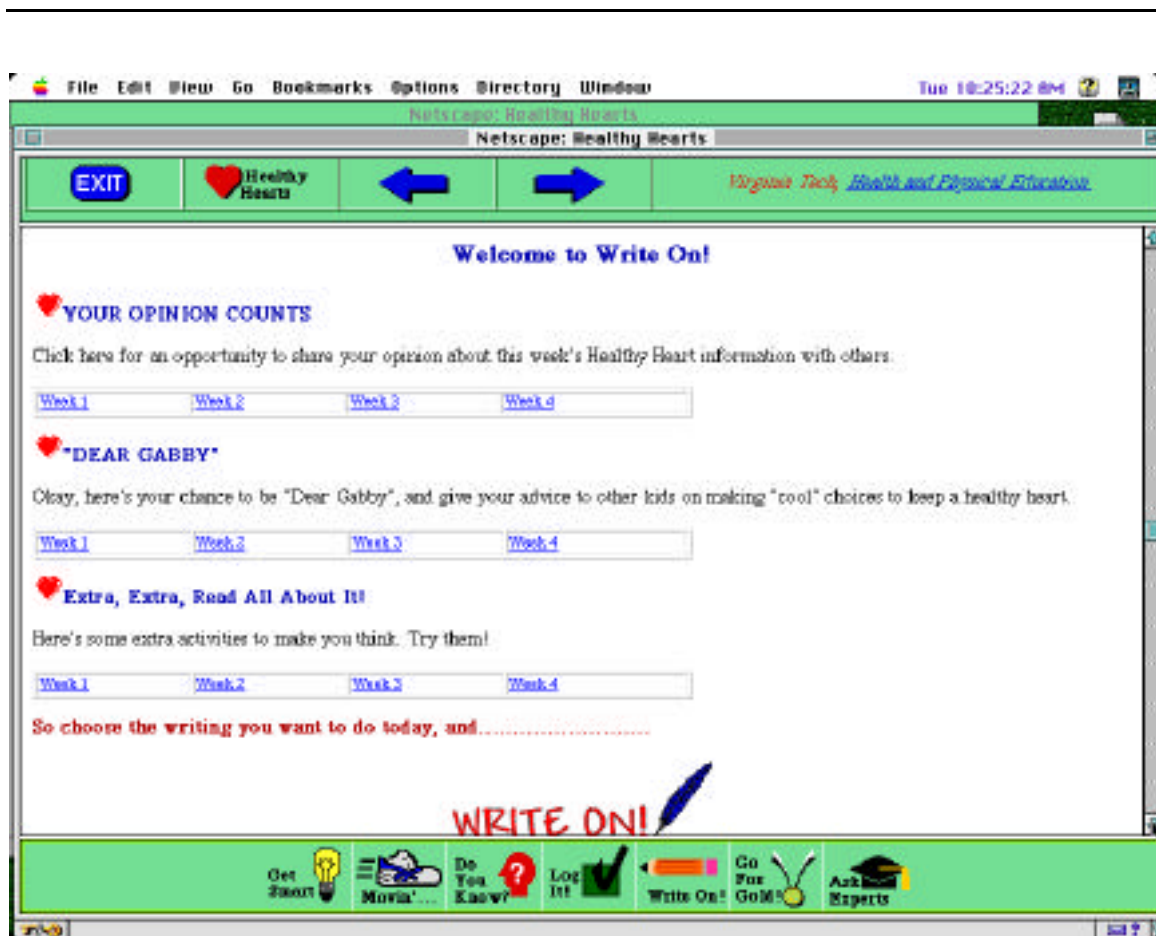 File Edit View Go Bookmarks Options Directory Window Tue 10:25:22 AM
Netscape: Healthy Hearts
Netscape: Healthy Hearts
EXIT Healthy Hearts Virginia Tech, Health and Physical Education
Welcome to Write On!
YOUR OPINION COUNTS
Click here for an opportunity to share your opinion about this week's Healthy Heart information with others.
Week 1 Week 2 Week 3 Week 4
"DEAR GABBY"
Okay, here's your chance to be "Dear Gabby", and give your advice to other kids on making "cool" choices to keep a healthy heart.
Week 1 Week 2 Week 3 Week 4
Extra, Extra, Read All About It!
Here's some extra activities to make you think. Try them!
Week 1 Week 2 Week 3 Week 4
So choose the writing you want to do today, and..........................
WRITE ON!
Get Smart Movin'... Do You Know? Log It! Write On! Go For Gold! Ask Experts